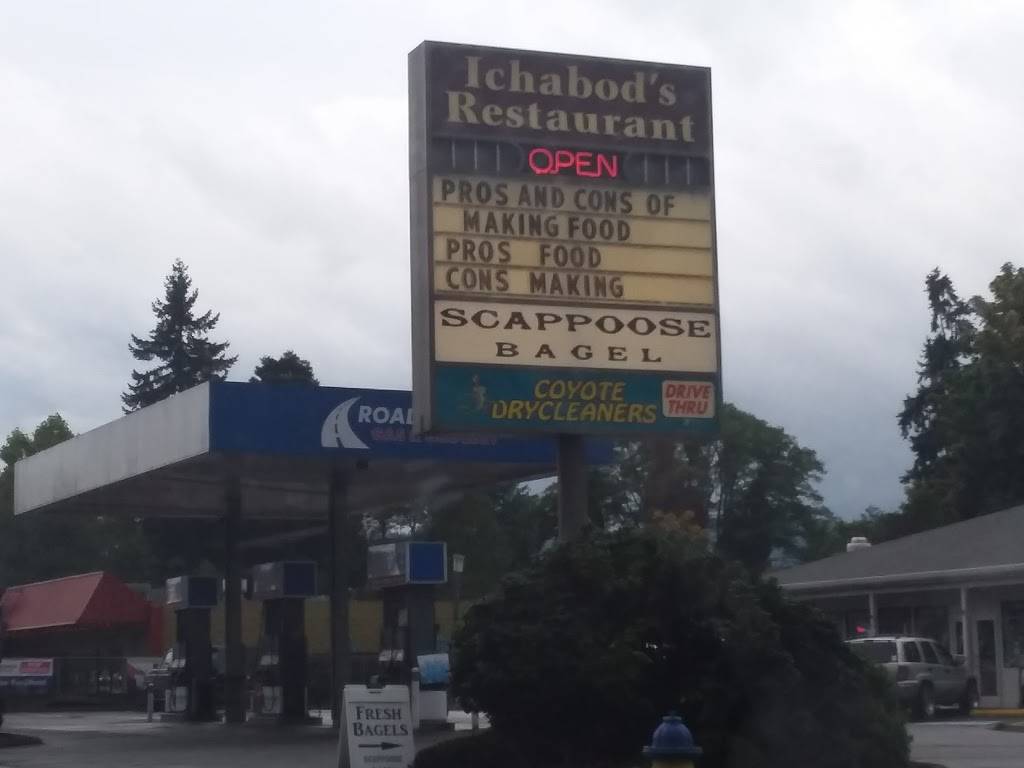 Ichabod's
Restaurant
OPEN
PROS AND CONS OF
MAKING FOOD
PROS FOOD
CONS MAKING
SCAPPOOSE
BAGEL
COYOTE
DRYCLEANERS
DRIVE
THRU
ROAD
FRESH
BAGELS
SCAPPOOSE